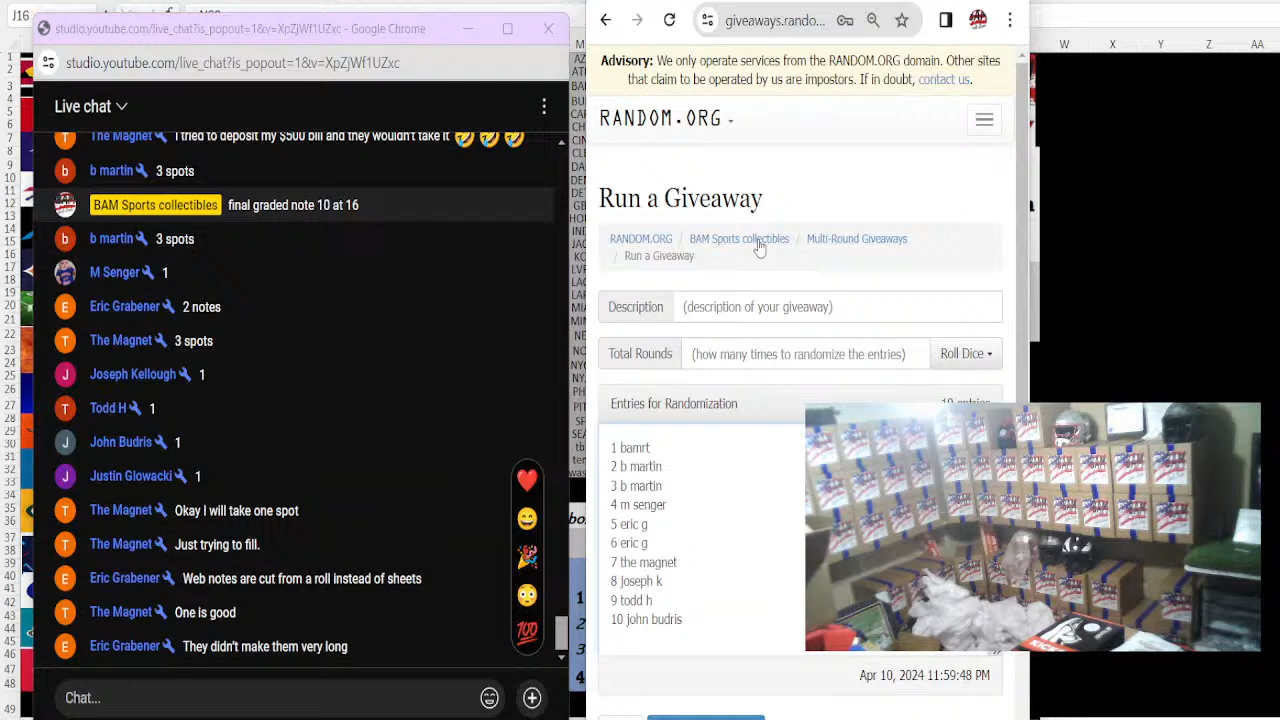 J16
studio.youtube.com/live_chat?is_popout=1&v=XpZjWf1UZxc - Google Chrome
studio.youtube.com/live_chat?is_popout=1&v=XpZjWf1UZxc
Live chat
The Magnet I tried to deposit my $500 bill and they wouldn't take it 🤣 🤣 🤣
b martin 3 spots
BAM Sports collectibles final graded note 10 at 16
b martin 3 spots
M Senger 1
Eric Grabener 2 notes
The Magnet 3 spots
Joseph Kellough 1
Todd H 1
John Budris 1
Justin Glowacki 1
The Magnet Okay I will take one spot
The Magnet Just trying to fill.
Eric Grabener Web notes are cut from a roll instead of sheets
The Magnet One is good
Eric Grabener They didn't make them very long
Chat...
giveaways.rando...
Advisory: We only operate services from the RANDOM.ORG domain. Other sites
that claim to be operated by us are impostors. If in doubt, contact us.
RANDOM.ORG
Run a Giveaway
RANDOM.ORG / BAM Sports collectibles / Multi-Round Giveaways
/ Run a Giveaway
Description (description of your giveaway)
Total Rounds (how many times to randomize the entries) Roll Dice
Entries for Randomization
1 bamrt
2 b martin
3 b martin
4 m senger
5 eric g
6 eric g
7 the magnet
8 joseph k
9 todd h
10 john budris
Apr 10, 2024 11:59:48 PM
W X Y Z AA